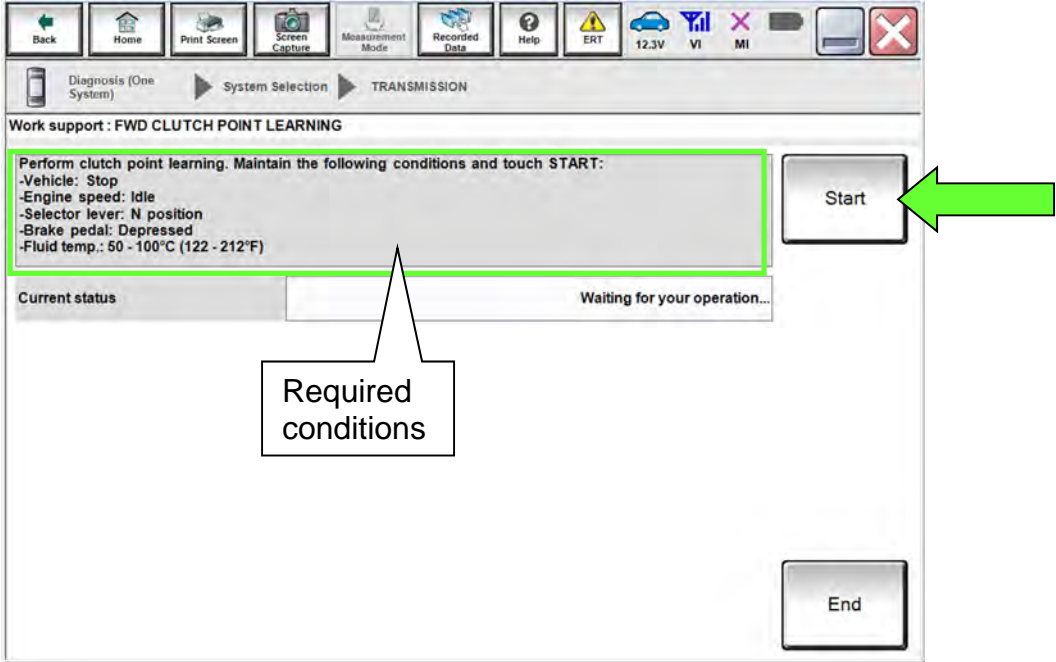 Back
Home
Print Screen
Screen
Capture
Measurement
Mode
Recorded
Data
Help
ERT
12.3V
VI
MI
Diagnosis (One
System)
System Selection
TRANSMISSION
Work support : FWD CLUTCH POINT LEARNING
Perform clutch point learning. Maintain the following conditions and touch START:
-Vehicle: Stop
-Engine speed: Idle
-Selector lever: N position
-Brake pedal: Depressed
-Fluid temp.: 50 - 100°C (122 - 212°F)
Start
Current status
Waiting for your operation...
Required
conditions
End